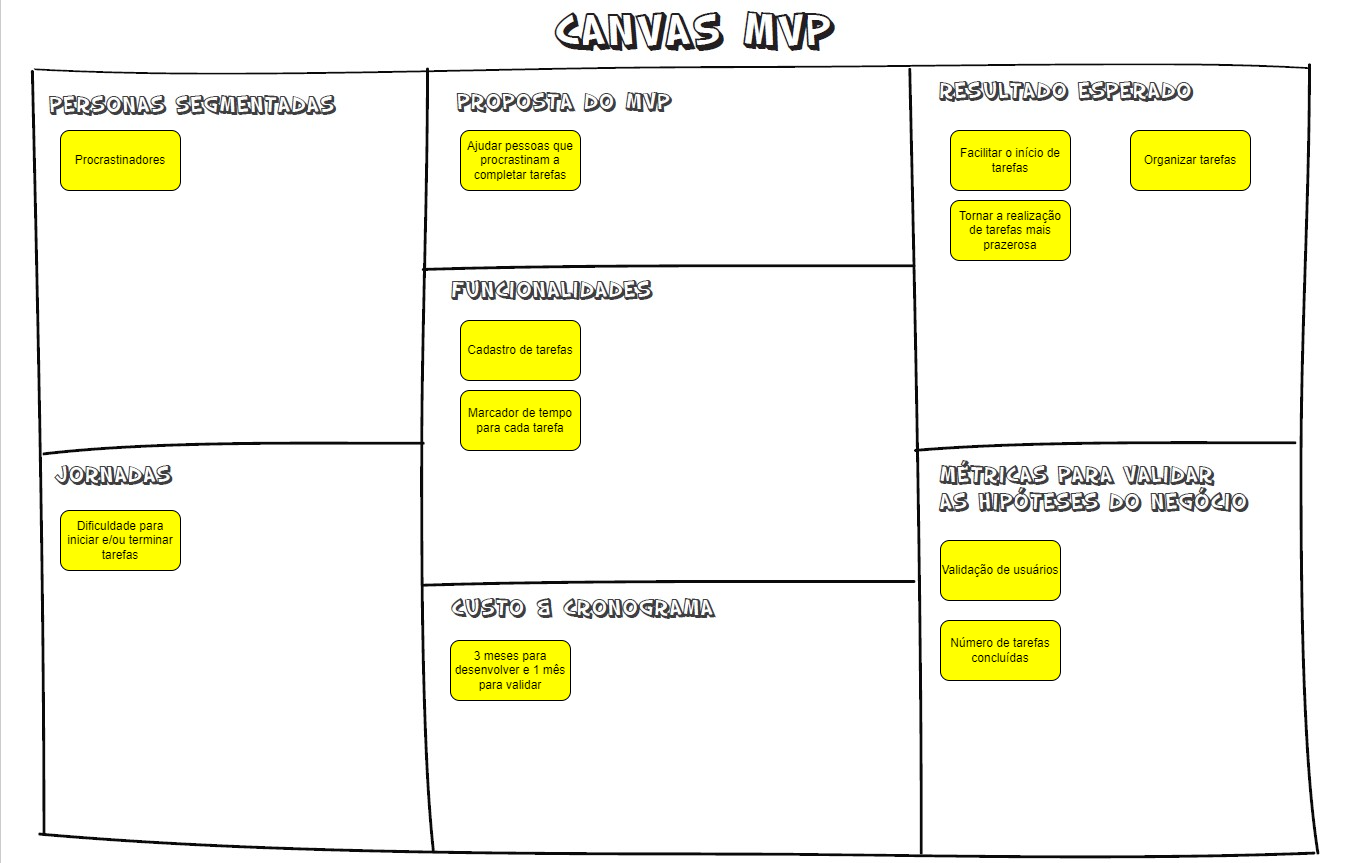 CANVAS MVP
PERSONAS SEGMENTADAS
Procrastinadores
PROPOSTA DO MVP
Ajudar pessoas que
procrastinam a
completar tarefas
RESULTADO ESPERADO
Facilitar o início de
tarefas
Organizar tarefas
Tornar a realização
de tarefas mais
prazerosa
FUNCIONALIDADES
Cadastro de tarefas
Marcador de tempo
para cada tarefa
JORNADAS
Dificuldade para
iniciar e/ou terminar
tarefas
CUSTO & CRONOGRAMA
3 meses para
desenvolver e 1 mês
para validar
MÉTRICAS PARA VALIDAR
AS HIPÓTESES DO NEGÓCIO
Validação de usuários
Número de tarefas
concluídas